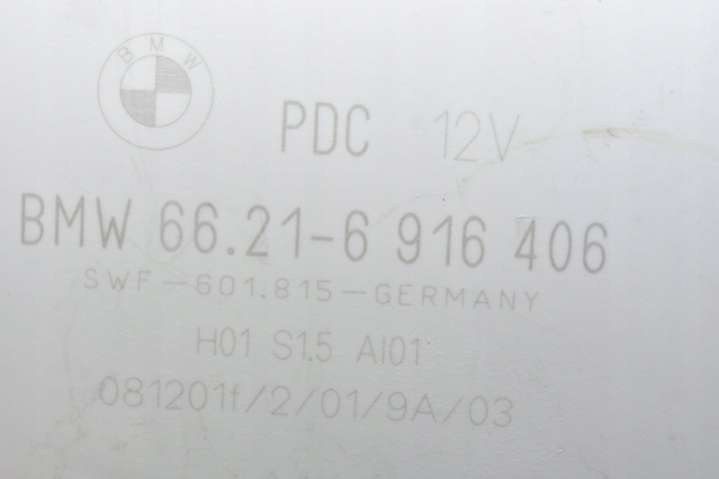 BMW
PDC 12V
BMW 66.21-6 916 406
SWF-601.815-GERMANY
H01 S1.5 AI01
081201f/2/01/9A/03